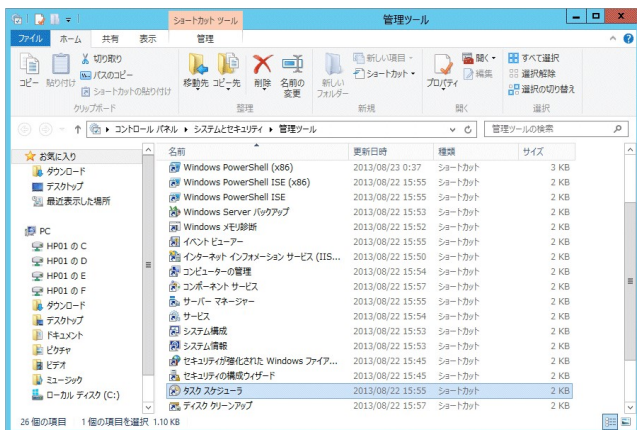 ショートカット ツール
管理ツール
ファイル ホーム 共有 表示 管理
コピー 貼り付け
切り取り
パスのコピー
ショートカットの貼り付け
移動先 コピー先 削除 名前の変更
新しいフォルダー
新しい項目
ショートカット
プロパティ
開く
編集
すべて選択
選択解除
選択の切り替え
クリップボード 整理 新規 開く 選択
コントロール パネル システムとセキュリティ 管理ツール
管理ツールの検索
お気に入り
ダウンロード
デスクトップ
最近表示した場所
PC
HP01 の C
HP01 の D
HP01 の E
HP01 の F
ダウンロード
デスクトップ
ドキュメント
ピクチャ
ビデオ
ミュージック
ローカル ディスク (C:)
名前 更新日時 種類 サイズ
Windows PowerShell (x86) 2013/08/23 0:37 ショートカット 3 KB
Windows PowerShell ISE (x86) 2013/08/22 15:55 ショートカット 2 KB
Windows PowerShell ISE 2013/08/22 15:55 ショートカット 2 KB
Windows Server バックアップ 2013/08/22 15:53 ショートカット 2 KB
Windows メモリ診断 2013/08/22 15:52 ショートカット 2 KB
イベント ビューアー 2013/08/22 15:55 ショートカット 2 KB
インターネット インフォメーション サービス (IIS... 2013/08/22 15:50 ショートカット 2 KB
コンピューターの管理 2013/08/22 15:54 ショートカット 2 KB
コンポーネント サービス 2013/08/22 15:57 ショートカット 2 KB
サーバー マネージャー 2013/08/22 15:55 ショートカット 2 KB
サービス 2013/08/22 15:54 ショートカット 2 KB
システム構成 2013/08/22 15:53 ショートカット 2 KB
システム情報 2013/08/22 15:53 ショートカット 2 KB
セキュリティが強化された Windows ファイア... 2013/08/22 15:45 ショートカット 2 KB
セキュリティの構成ウィザード 2013/08/22 15:45 ショートカット 2 KB
タスク スケジューラ 2013/08/22 15:55 ショートカット 2 KB
ディスク クリーンアップ 2013/08/22 15:57 ショートカット 2 KB
26 個の項目 1 個の項目を選択 1.10 KB